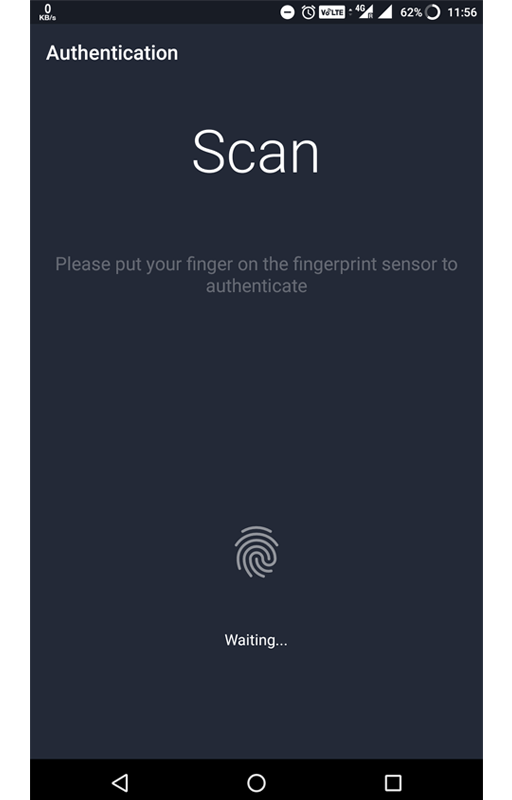 0
KB/s
VoLTE
4G
R
62%
11:56
Authentication
Scan
Please put your finger on the fingerprint sensor to
authenticate
Waiting...